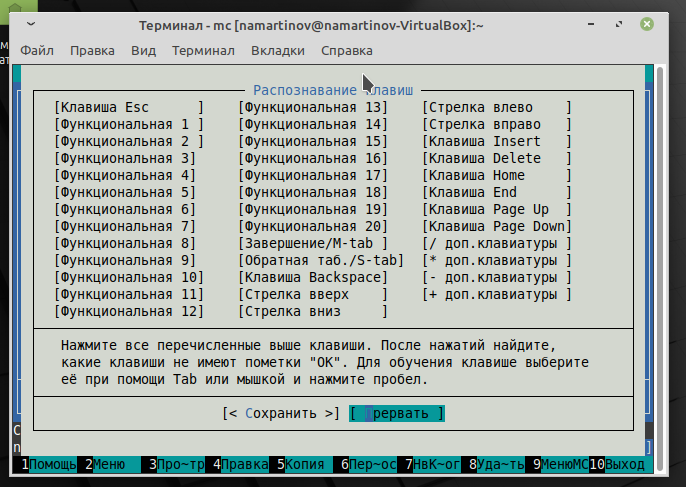 Терминал - mc [namartinov@namartinov-VirtualBox]:~
Файл Правка Вид Терминал Вкладки Справка
Распознавание клавиш
[Клавиша Esc ] [Функциональная 13] [Стрелка влево ]
[Функциональная 1 ] [Функциональная 14] [Стрелка вправо ]
[Функциональная 2 ] [Функциональная 15] [Клавиша Insert ]
[Функциональная 3] [Функциональная 16] [Клавиша Delete ]
[Функциональная 4] [Функциональная 17] [Клавиша Home ]
[Функциональная 5] [Функциональная 18] [Клавиша End ]
[Функциональная 6] [Функциональная 19] [Клавиша Page Up ]
[Функциональная 7] [Функциональная 20] [Клавиша Page Down]
[Функциональная 8] [Завершение/M-tab ] [/ доп.клавиатуры ]
[Функциональная 9] [Обратная таб./S-tab] [* доп.клавиатуры ]
[Функциональная 10] [Клавиша Backspace] [- доп.клавиатуры ]
[Функциональная 11] [Стрелка вверх ] [+ доп.клавиатуры ]
[Функциональная 12] [Стрелка вниз ]
Нажмите все перечисленные выше клавиши. После нажатий найдите,
какие клавиши не имеют пометки "ОК". Для обучения клавише выберите
её при помощи Tab или мышкой и нажмите пробел.
[< Сохранить >] [ Прервать ]
1Помощь 2Меню 3Про~тр 4Правка 5Копия 6Пер~ос 7НвК~ог 8Уда~ть 9МенюMC 10Выход